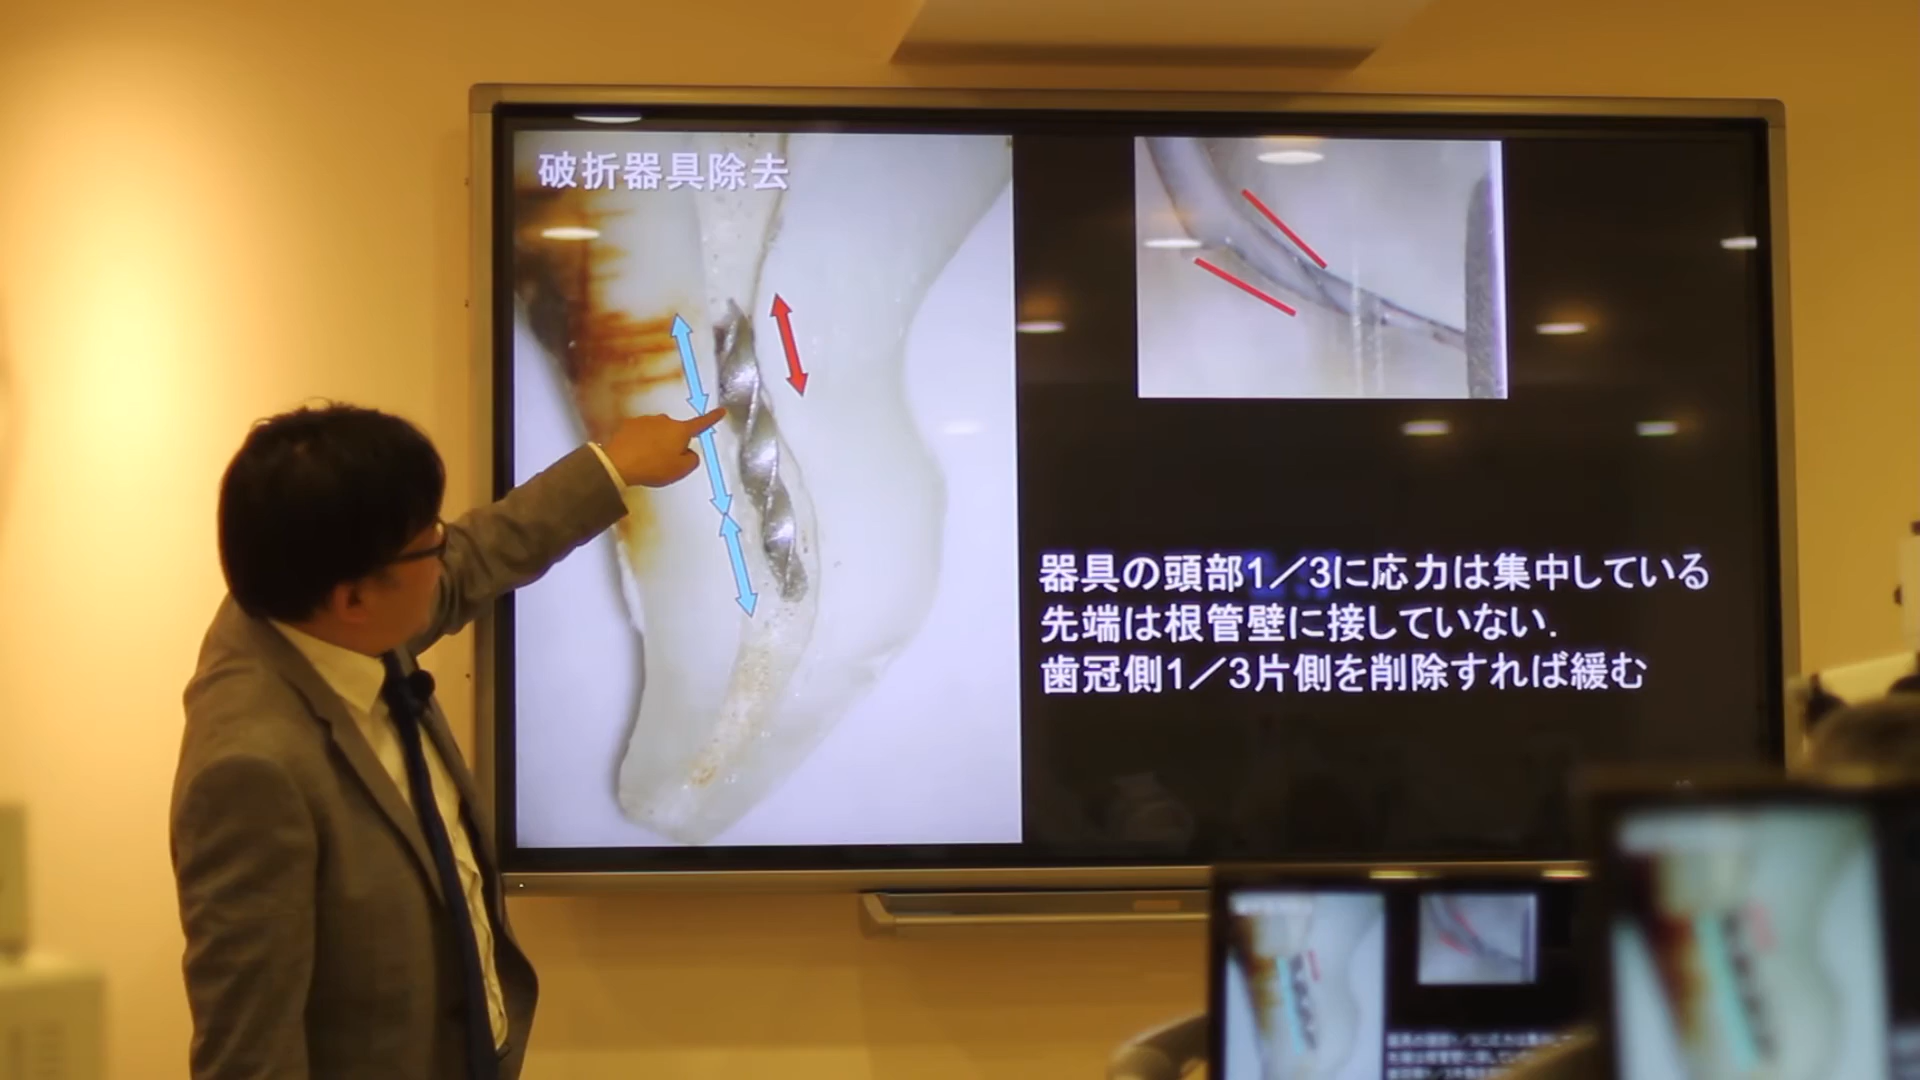 破折器具除去
器具の頭部1／3に応力は集中している
先端は根管壁に接していない.
歯冠側1／3片側を削除すれば緩む